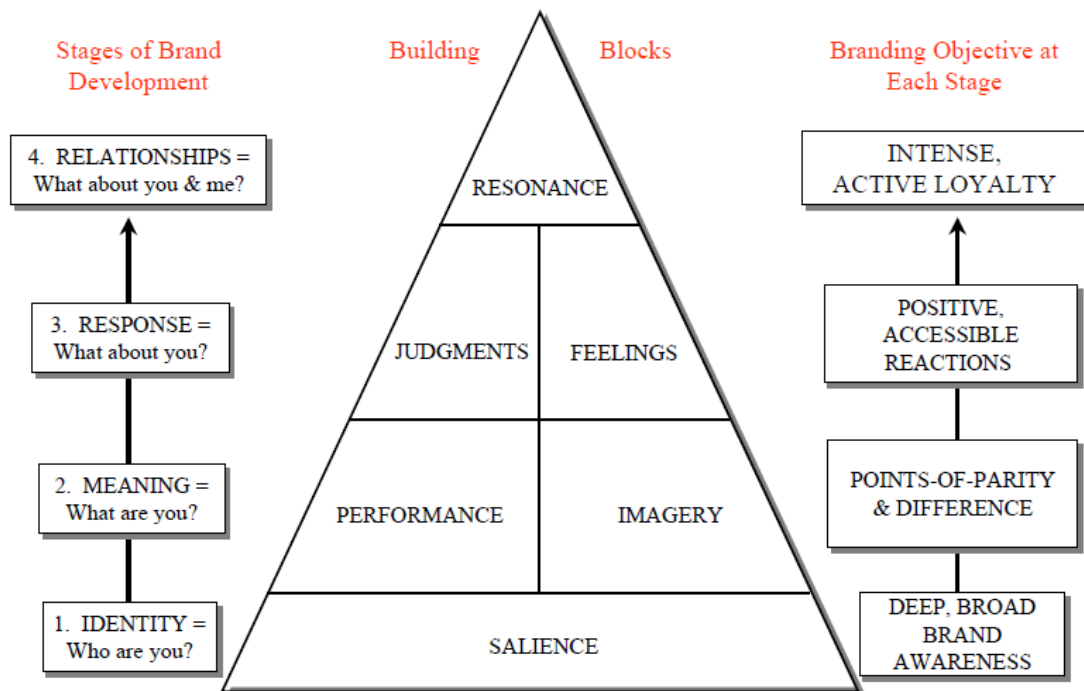 Stages of Brand
Development
Building
Blocks
Branding Objective at
Each Stage
4. RELATIONSHIPS =
What about you & me?
RESONANCE
INTENSE,
ACTIVE LOYALTY
3. RESPONSE =
What about you?
JUDGMENTS
FEELINGS
POSITIVE,
ACCESSIBLE
REACTIONS
2. MEANING =
What are you?
PERFORMANCE
IMAGERY
POINTS-OF-PARITY
& DIFFERENCE
1. IDENTITY =
Who are you?
SALIENCE
DEEP, BROAD
BRAND
AWARENESS